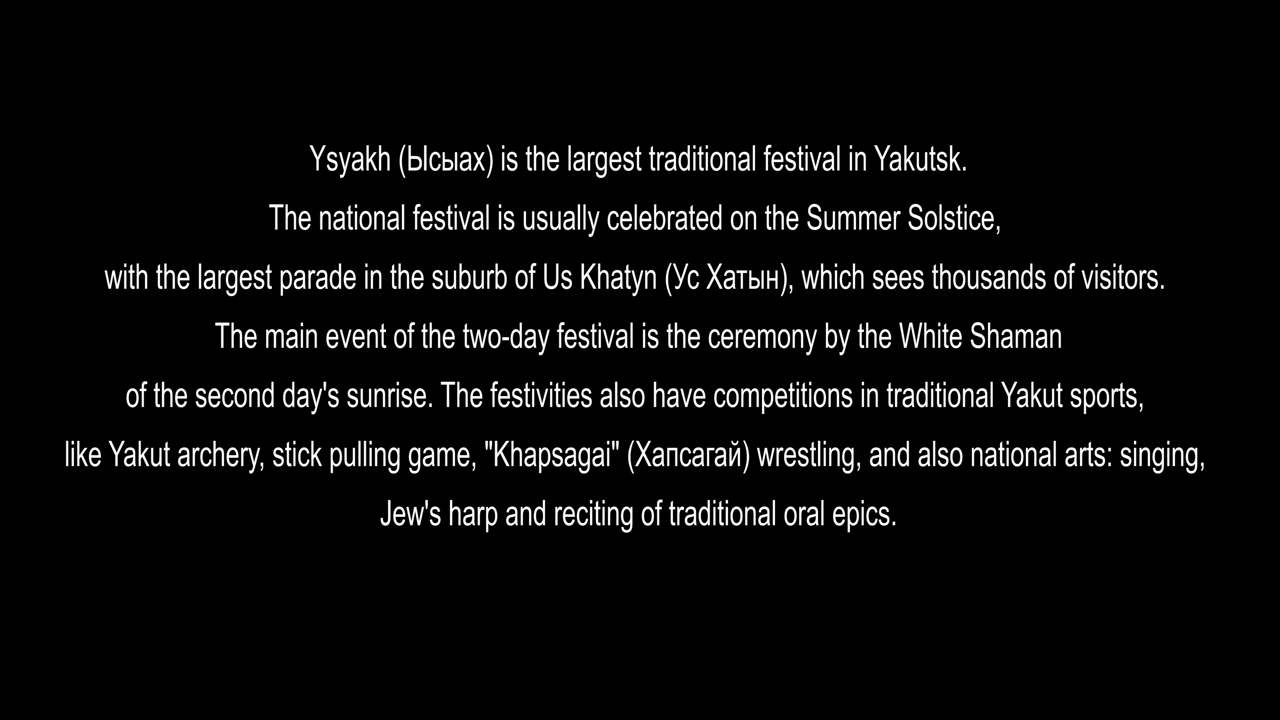 Ysyakh (Ысыах) is the largest traditional festival in Yakutsk.
The national festival is usually celebrated on the Summer Solstice,
with the largest parade in the suburb of Us Khatyn (Ус Хатын), which sees thousands of visitors.
The main event of the two-day festival is the ceremony by the White Shaman
of the second day's sunrise. The festivities also have competitions in traditional Yakut sports,
like Yakut archery, stick pulling game, "Khapsagai" (Хапсагай) wrestling, and also national arts: singing,
Jew's harp and reciting of traditional oral epics.